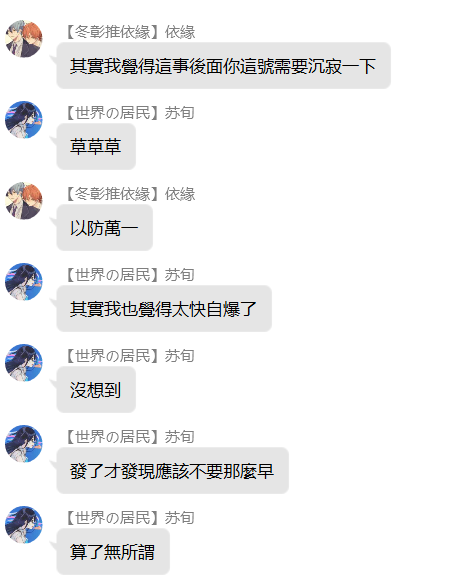 【冬彰推依緣】依緣
其實我覺得這事後面你這號需要沉寂一下
【世界の居民】苏旬
草草草
【冬彰推依緣】依緣
以防萬一
【世界の居民】苏旬
其實我也覺得太快自爆了
【世界の居民】苏旬
沒想到
【世界の居民】苏旬
發了才發現應該不要那麼早
【世界の居民】苏旬
算了無所謂